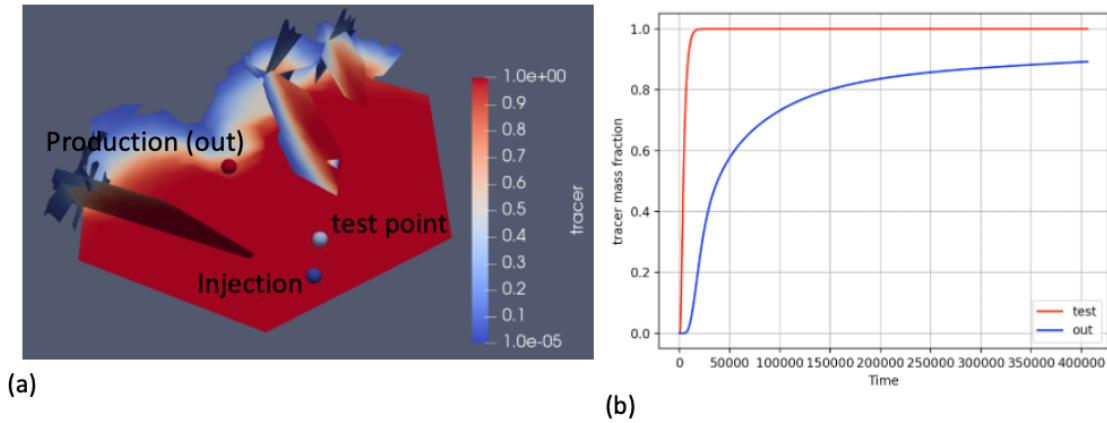 Production (out)
test point
Injection
1.0e+00
0.9
0.8
0.7
0.6
0.5
0.4
0.3
0.2
0.1
1.0e-05
tracer
(a)
1.0
0.8
0.6
0.4
0.2
0.0
tracer mass fraction
0 50000 100000 150000 200000 250000 300000 350000 400000
Time
test
out
(b)